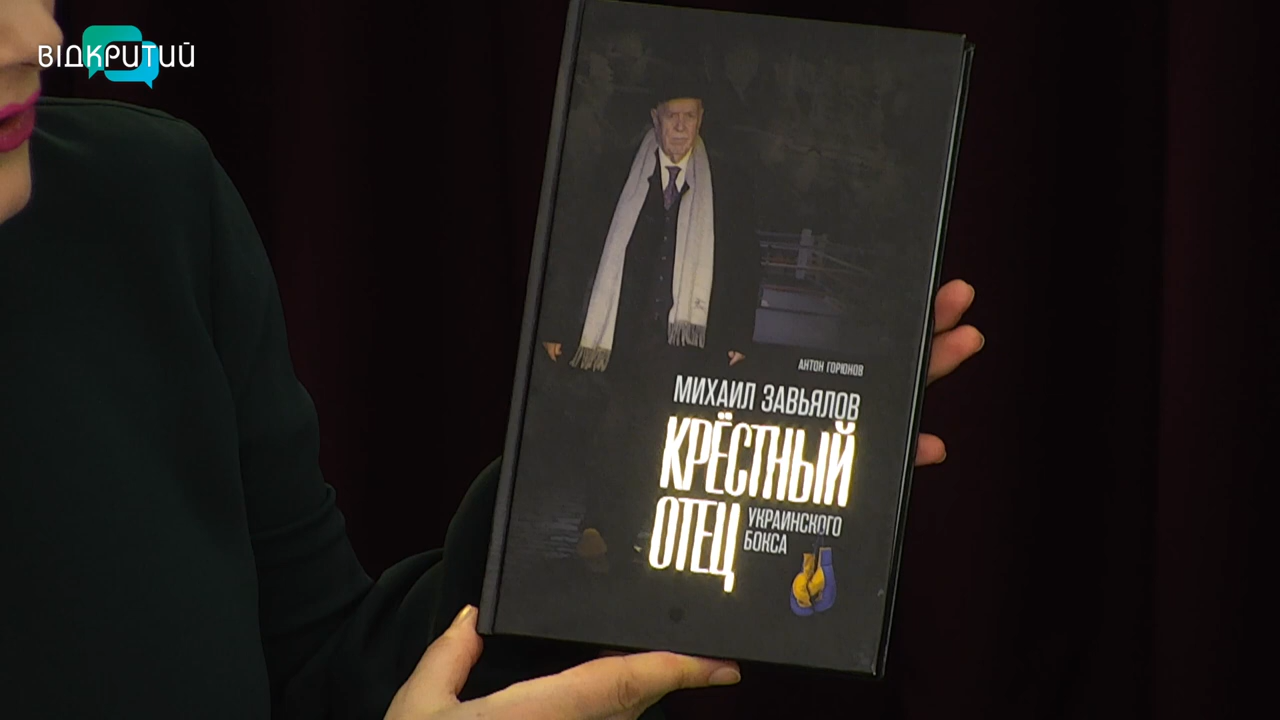 ВІДКРИТИЙ
АНТОН ГОРЮНОВ
МИХАИЛ ЗАВЬЯЛОВ
КРЁСТНЫЙ
ОТЕЦ
УКРАИНСКОГО
БОКСА